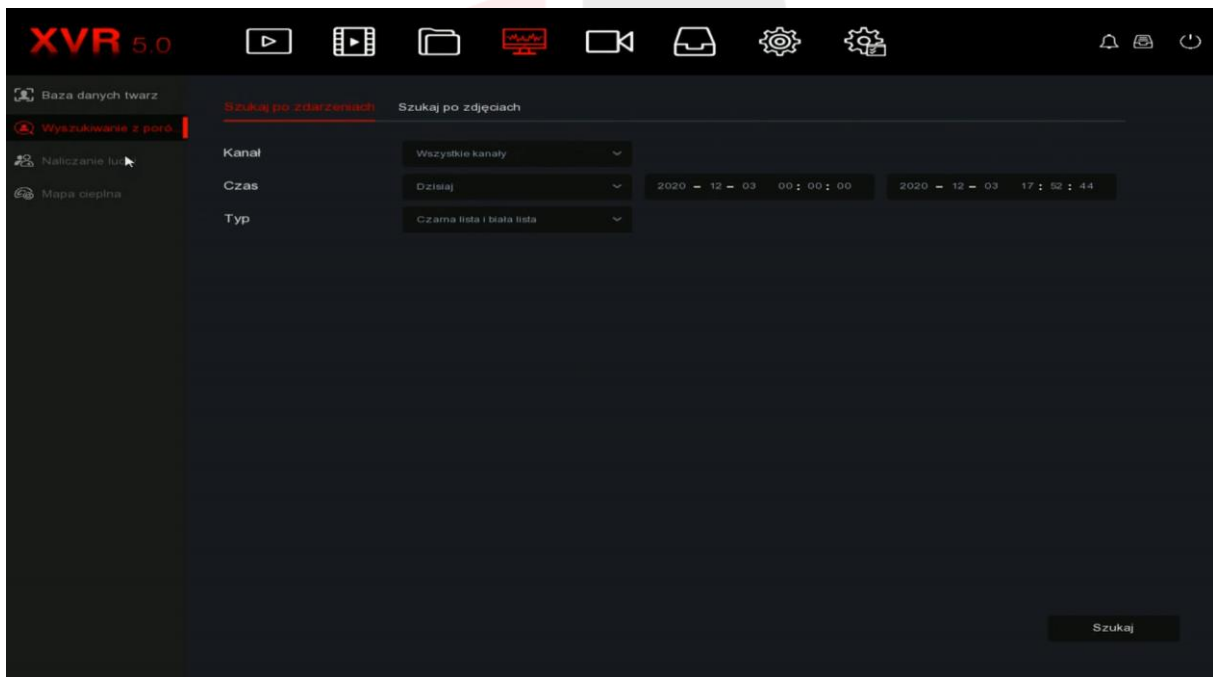 XVR 5.0
Baza danych twarz
Wyszukiwanie z poró..
Naliczanie
Mapa cieplna
Szukaj po zdarzeniach Szukaj po zdjęciach
Kanał Wszystkie kanały
Czas Dzisiaj 2020 - 12 - 03 00 : 00 : 00 2020 - 12 - 03 17 : 52 : 44
Typ Czarna lista i biała lista
Szukaj